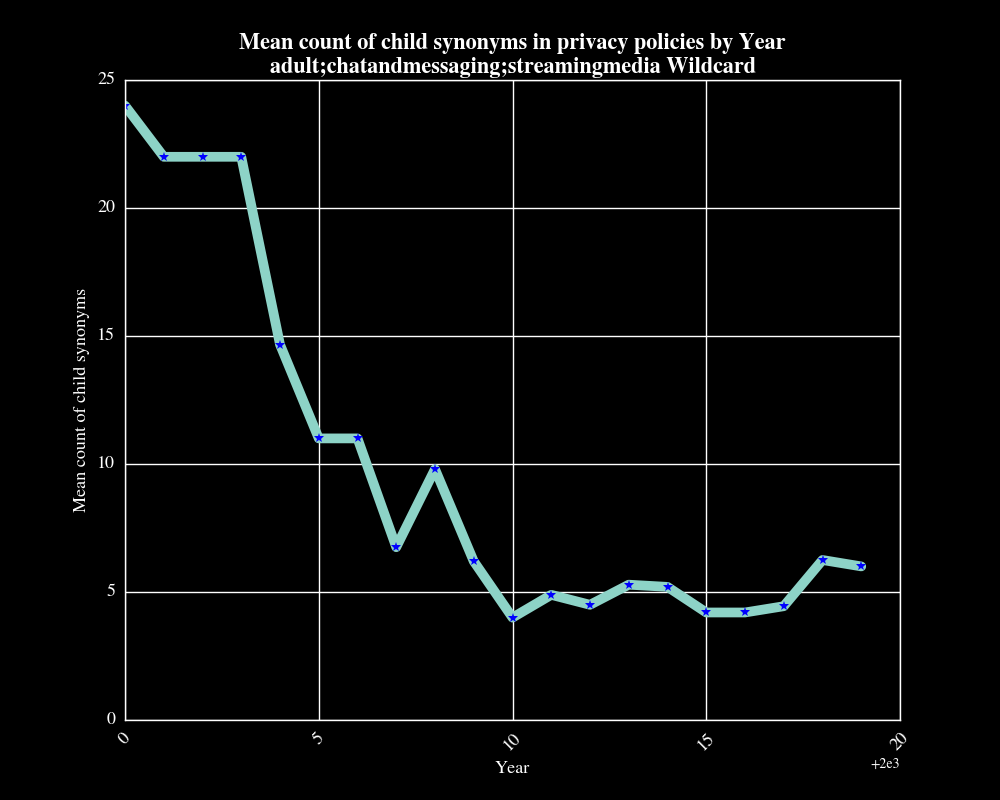 Mean count of child synonyms in privacy policies by Year
adult;chatandmessaging;streamingmedia Wildcard
25
20
15
10
5
0
Mean count of child synonyms
0
5
10
15
20
+2e3
Year